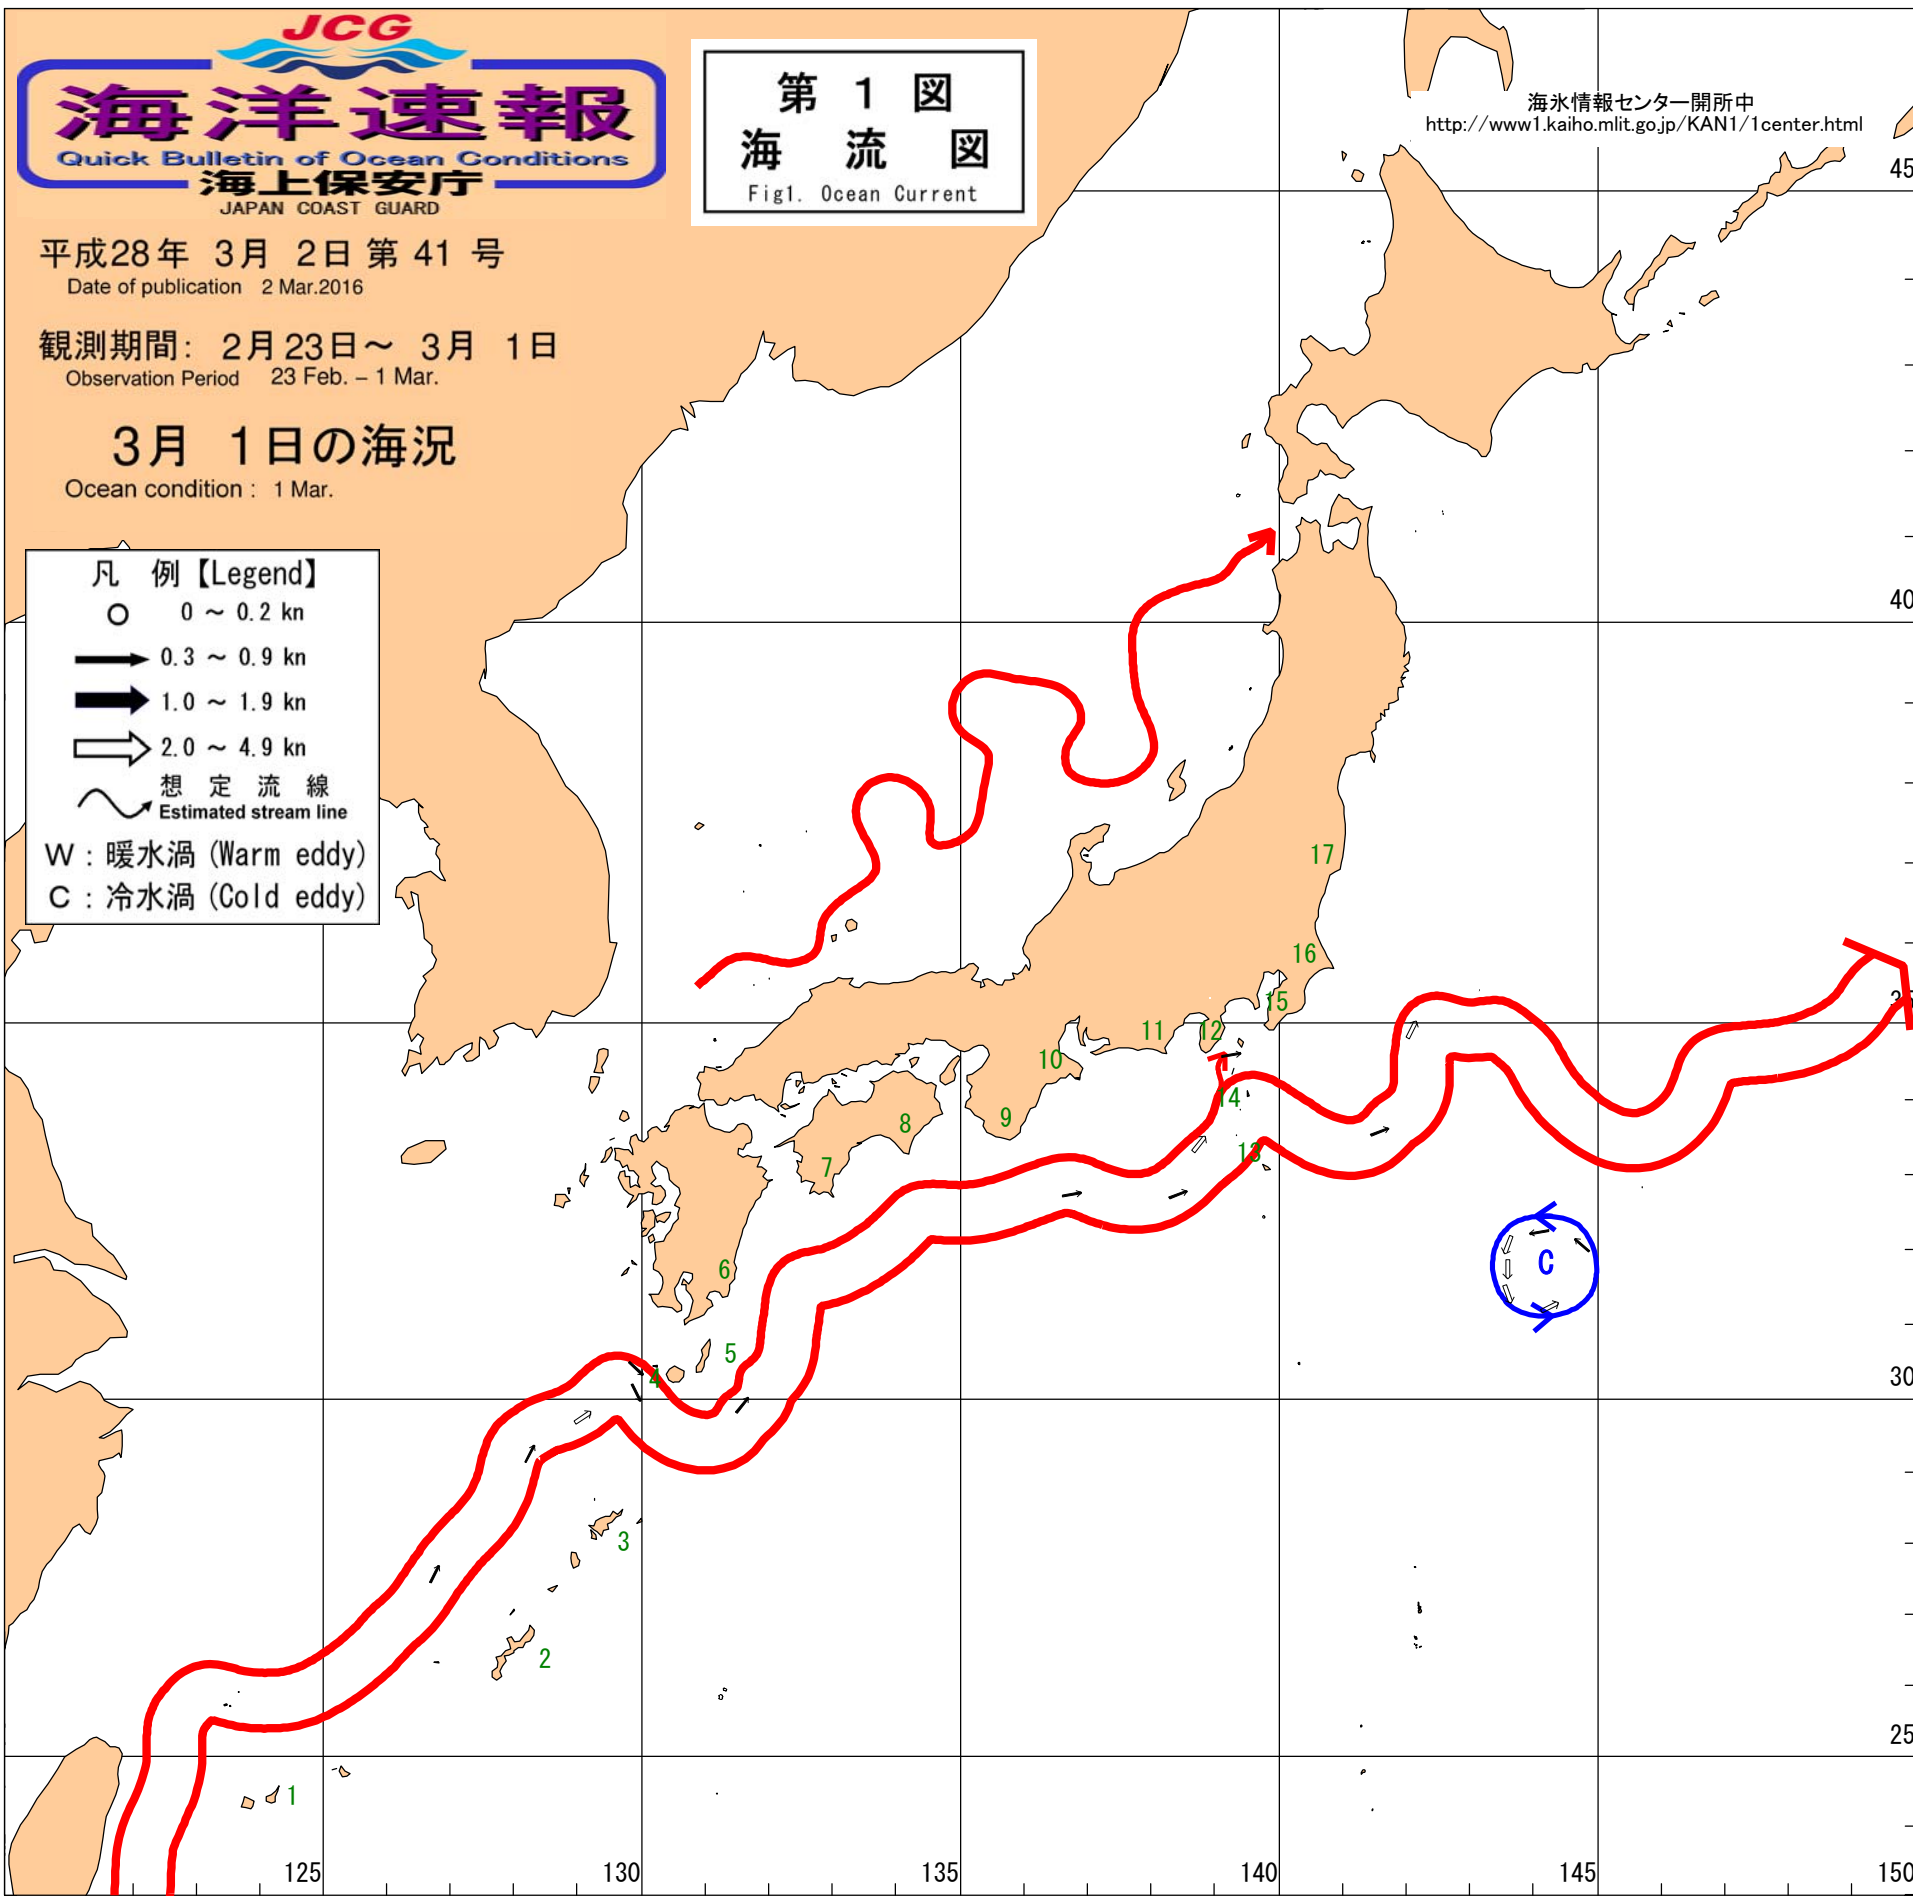 JCG
海洋速報
Quick Bulletin of Ocean Conditions
海上保安庁
JAPAN COAST GUARD
第 1 図
海 流 図
Fig1. Ocean Current
海氷情報センター開所中
http://www1.kaiho.mlit.go.jp/KAN1/1center.html
平成28年 3月 2日 第 41 号
Date of publication 2 Mar.2016
観測期間: 2月23日～ 3月 1日
Observation Period 23 Feb. – 1 Mar.
3月 1日の海況
Ocean condition : 1 Mar.
凡 例【Legend】
0 ～ 0.2 kn
0.3 ～ 0.9 kn
1.0 ～ 1.9 kn
2.0 ～ 4.9 kn
想 定 流 線
Estimated stream line
W : 暖水渦 (Warm eddy)
C : 冷水渦 (Cold eddy)
45
40
17
16
35
15
12
11
10
14
9
8
13
7
6
C
5
4
30
3
2
25
1
125
130
135
140
145
150